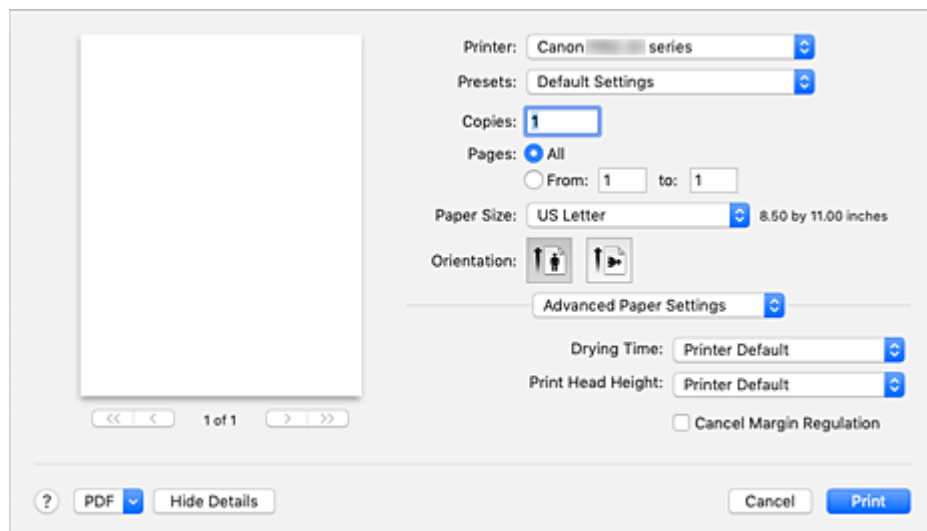 Printer: Canon series
Presets: Default Settings
Copies: 1
Pages: All
From: 1 to: 1
Paper Size: US Letter 8.50 by 11.00 inches
Orientation:
Advanced Paper Settings
Drying Time: Printer Default
Print Head Height: Printer Default
Cancel Margin Regulation
<< < 1 of 1 > >>
? PDF Hide Details Cancel Print